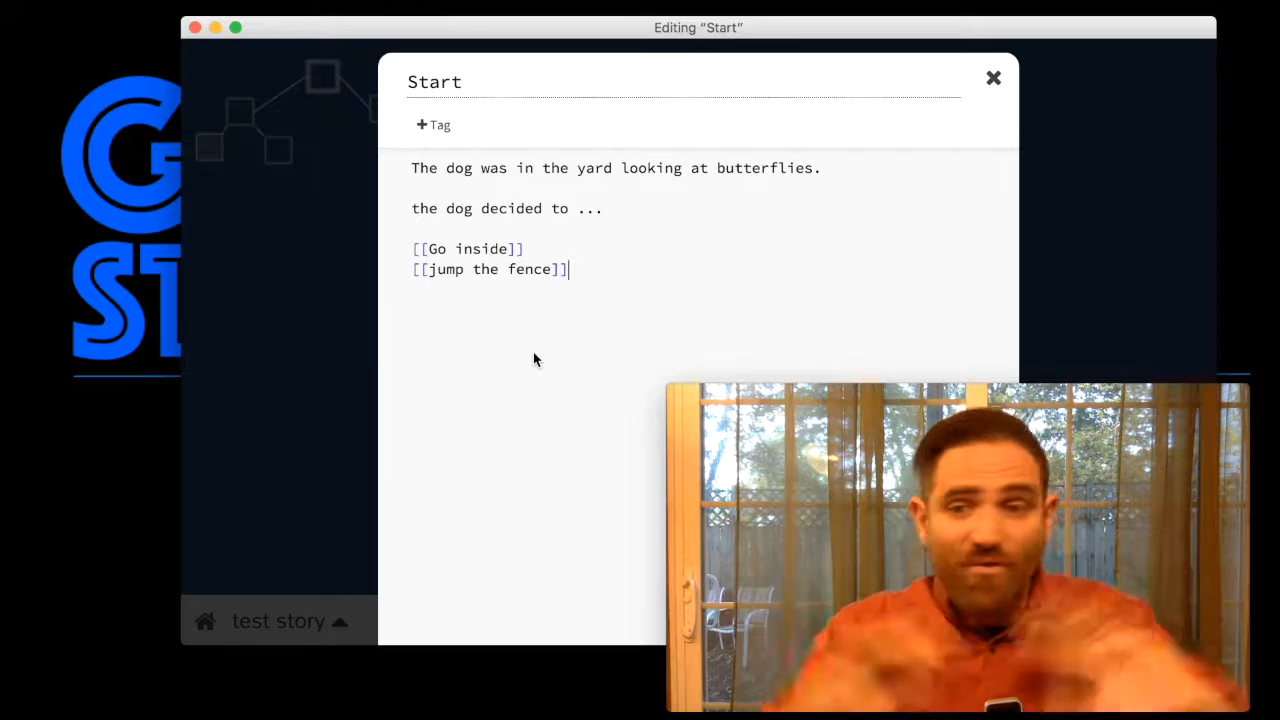 Editing “Start”
Start
+ Tag
The dog was in the yard looking at butterflies.
the dog decided to ...
[[Go inside]]
[[jump the fence]]
test story